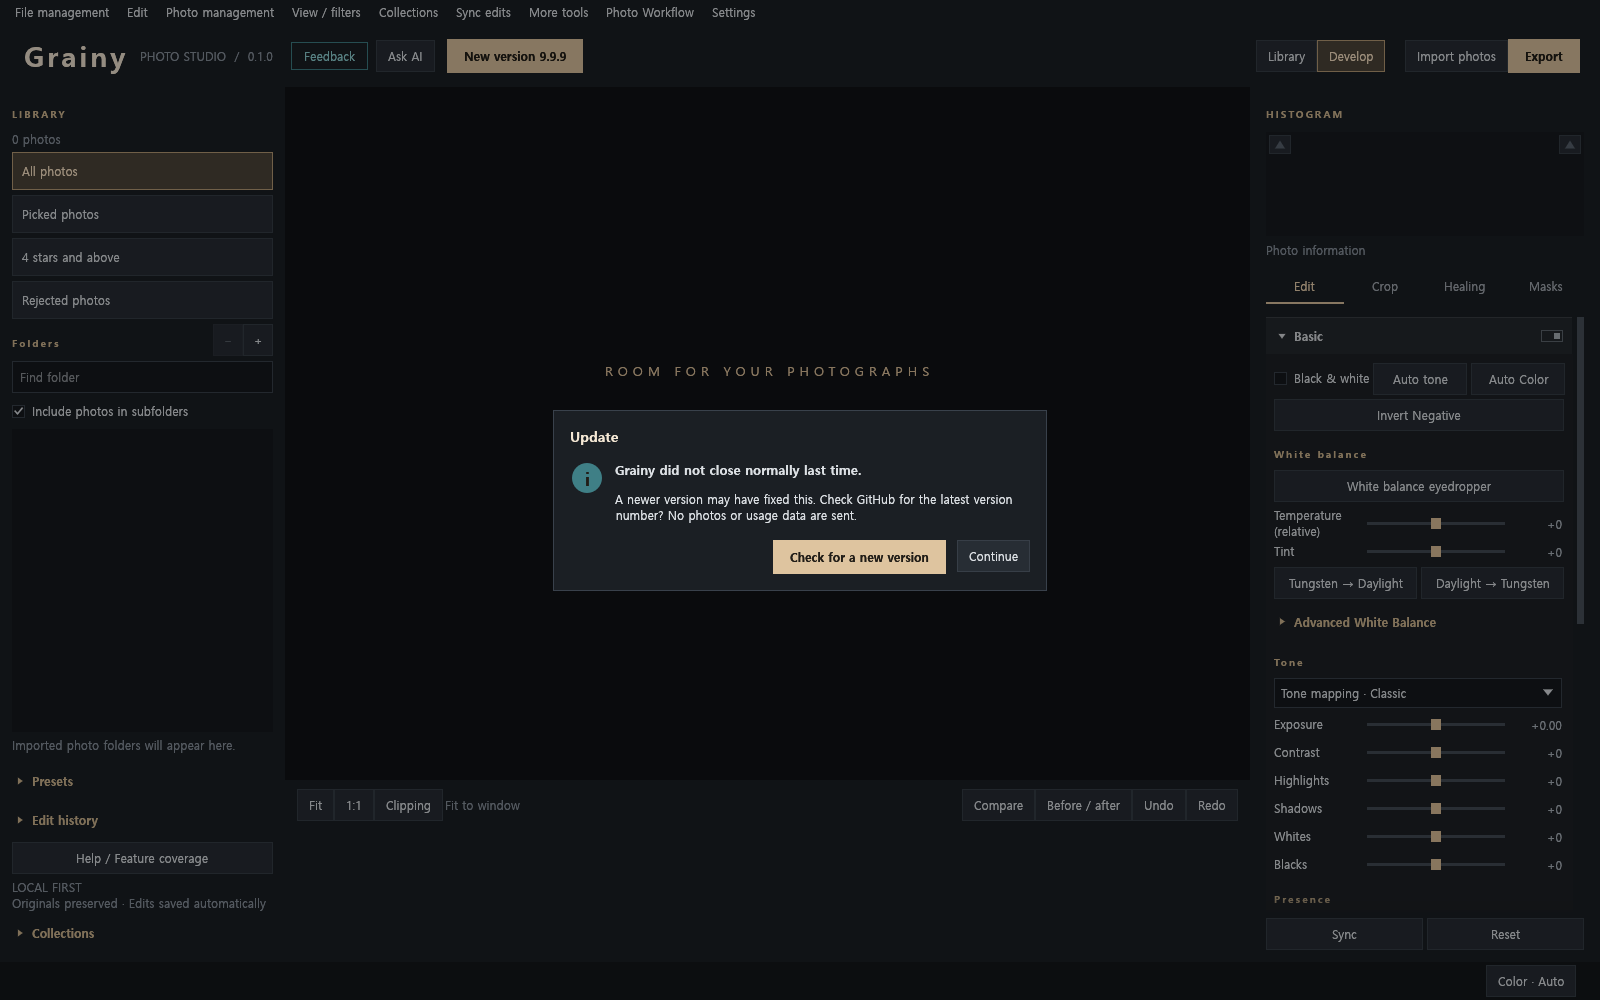 File management Edit Photo management View / filters Collections Sync edits More tools Photo Workflow Settings
Grainy PHOTO STUDIO / 0.1.0 Feedback Ask AI New version 9.9.9 Library Develop Import photos Export
LIBRARY
0 photos
All photos
Picked photos
4 stars and above
Rejected photos
Folders − +
Find folder
Include photos in subfolders
Imported photo folders will appear here.
Presets
Edit history
Help / Feature coverage
LOCAL FIRST
Originals preserved · Edits saved automatically
Collections
ROOM FOR YOUR PHOTOGRAPHS
Update
Grainy did not close normally last time.
A newer version may have fixed this. Check GitHub for the latest version
number? No photos or usage data are sent.
Check for a new version Continue
Fit 1:1 Clipping Fit to window Compare Before / after Undo Redo
HISTOGRAM
Photo information
Edit Crop Healing Masks
Basic
Black & white Auto tone Auto Color
Invert Negative
White balance
White balance eyedropper
Temperature
(relative) +0
Tint +0
Tungsten → Daylight Daylight → Tungsten
Advanced White Balance
Tone
Tone mapping · Classic
Exposure +0.00
Contrast +0
Highlights +0
Shadows +0
Whites +0
Blacks +0
Presence
Sync Reset
Color · Auto